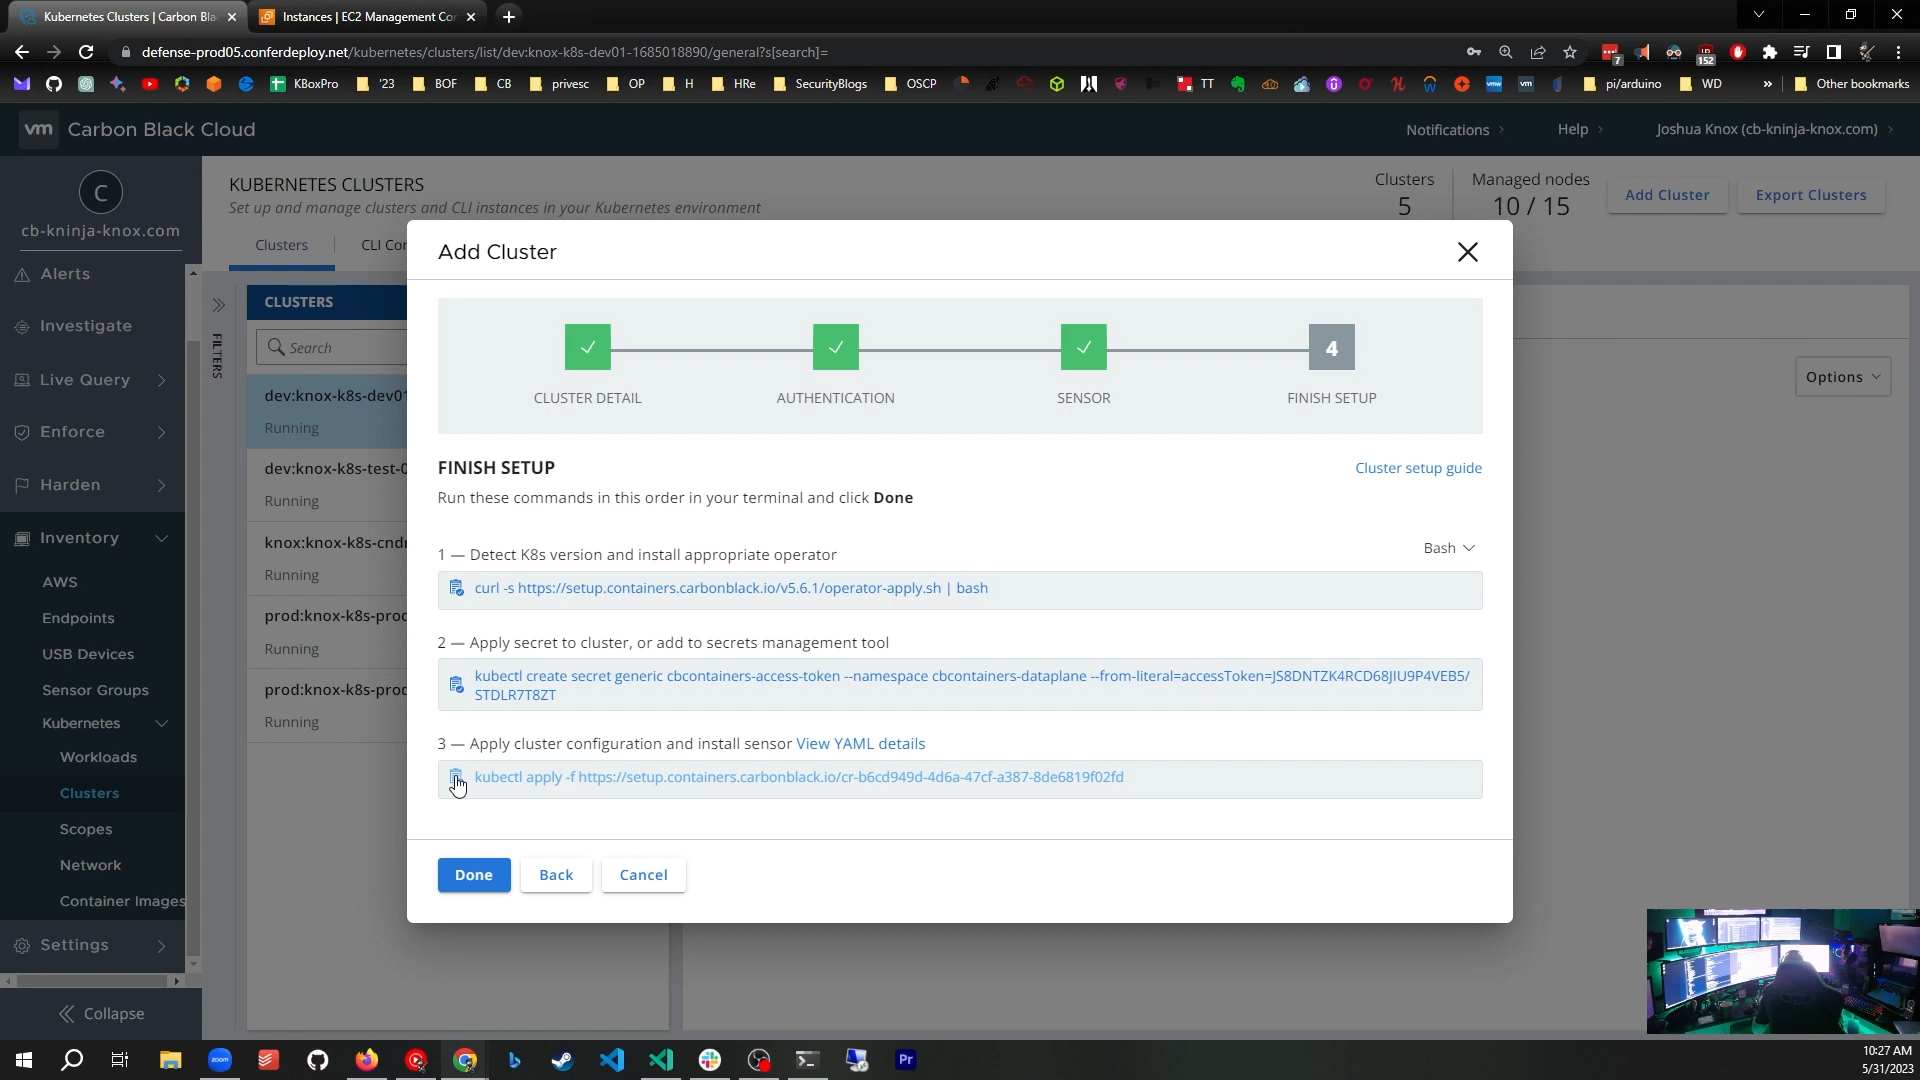 Kubernetes Clusters | Carbon Bla
Instances | EC2 Management Con
defense-prod05.conferdeploy.net/kubernetes/clusters/list/dev:knox-k8s-dev01-1685018890/general?s[search]=
7
152
KBoxPro
'23
BOF
CB
privesc
OP
H
HRe
SecurityBlogs
OSCP
TT
pi/arduino
WD
»
Other bookmarks
vm
Carbon Black Cloud
Notifications
Help
Joshua Knox (cb-kninja-knox.com)
C
cb-kninja-knox.com
Alerts
Investigate
Live Query
Enforce
Harden
Inventory
AWS
Endpoints
USB Devices
Sensor Groups
Kubernetes
Workloads
Clusters
Scopes
Network
Container Images
Settings
Collapse
KUBERNETES CLUSTERS
Set up and manage clusters and CLI instances in your Kubernetes environment
Clusters
5
Managed nodes
10 / 15
Add Cluster
Export Clusters
Clusters
CLI Con
FILTERS
CLUSTERS
Search
dev:knox-k8s-dev01
Running
dev:knox-k8s-test-0
Running
knox:knox-k8s-cndr
Running
prod:knox-k8s-prod
Running
prod:knox-k8s-prod
Running
Options
Add Cluster
4
CLUSTER DETAIL
AUTHENTICATION
SENSOR
FINISH SETUP
FINISH SETUP
Cluster setup guide
Run these commands in this order in your terminal and click Done
1 — Detect K8s version and install appropriate operator
Bash
curl -s https://setup.containers.carbonblack.io/v5.6.1/operator-apply.sh | bash
2 — Apply secret to cluster, or add to secrets management tool
kubectl create secret generic cbcontainers-access-token --namespace cbcontainers-dataplane --from-literal=accessToken=JS8DNTZK4RCD68JIU9P4VEB5/
STDLR7T8ZT
3 — Apply cluster configuration and install sensor View YAML details
kubectl apply -f https://setup.containers.carbonblack.io/cr-b6cd949d-4d6a-47cf-a387-8de6819f02fd
Done
Back
Cancel
zoom
Pr
10:27 AM
5/31/2023